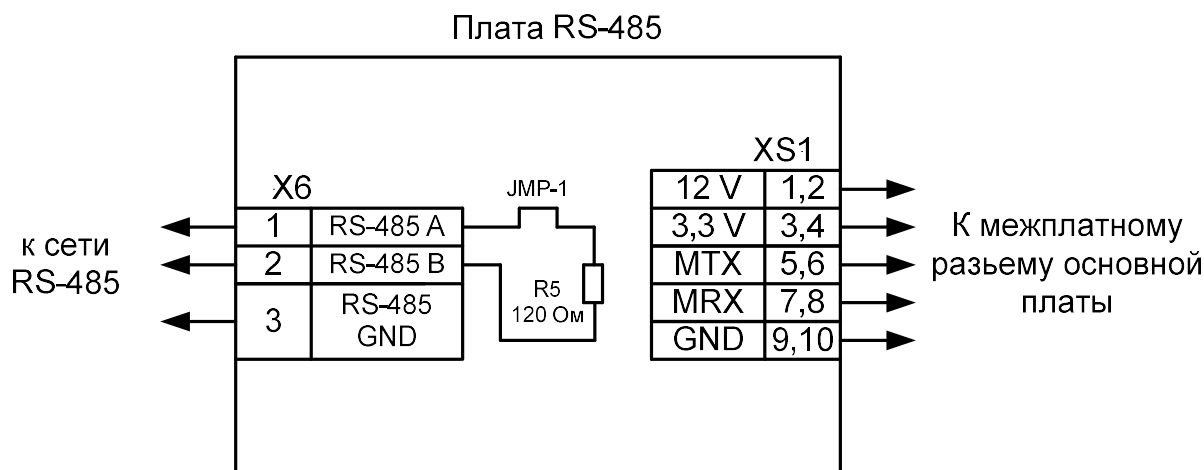 Плата RS-485
XS1
X6
JMP-1
12 V 1,2
1 RS-485 A
3,3 V 3,4
к сети
RS-485
2 RS-485 B
MTX 5,6
К межплатному
разьему основной
платы
R5
120 Ом
3 RS-485
GND
MRX 7,8
GND 9,10